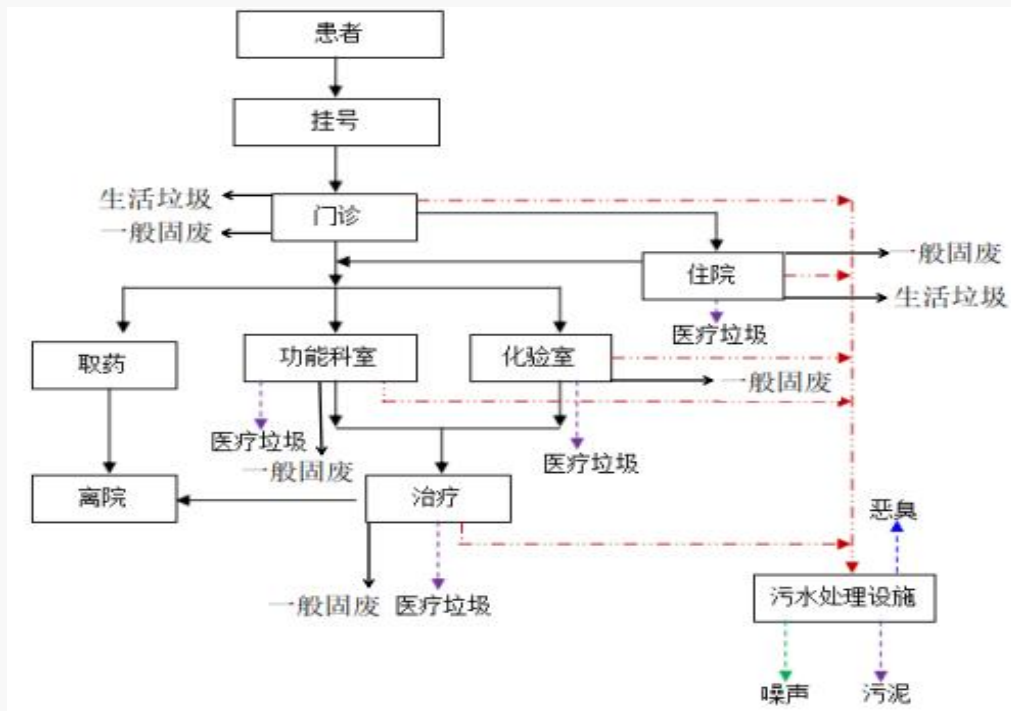 患者
挂号
生活垃圾
门诊
一般固废
一般固废
住院
生活垃圾
医疗垃圾
取药
功能科室
化验室
一般固废
医疗垃圾
一般固废
医疗垃圾
离院
治疗
恶臭
一般固废
医疗垃圾
污水处理设施
噪声
污泥